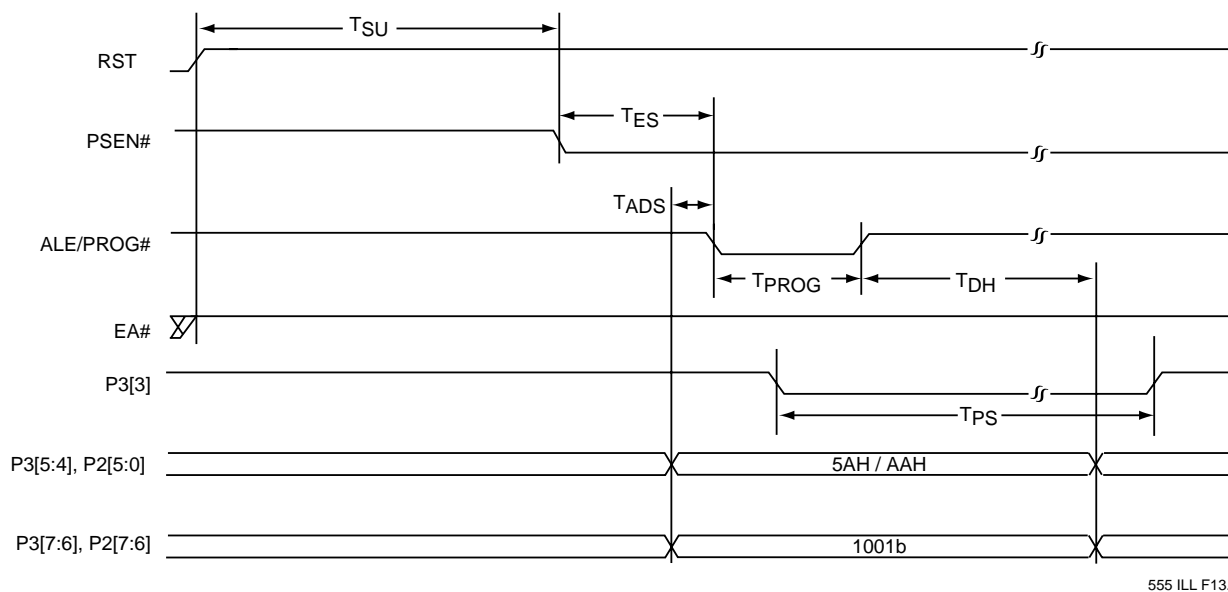 TSU
RST
TES
PSEN#
TADS
ALE/PROG#
TPROG
TDH
EA#
P3[3]
TPS
P3[5:4], P2[5:0]
5AH / AAH
P3[7:6], P2[7:6]
1001b
555 ILL F13.